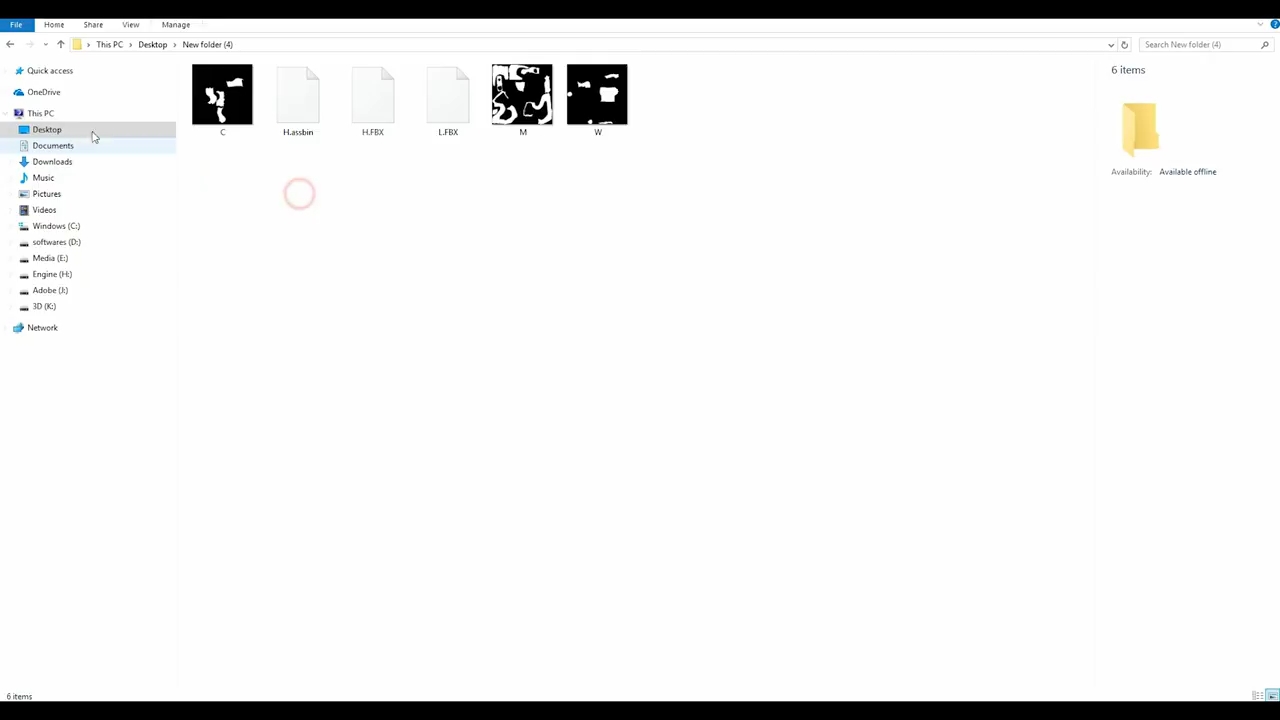 File Home Share View Manage
This PC Desktop New folder (4) Search New folder (4)
Quick access
OneDrive
This PC
Desktop
Documents
Downloads
Music
Pictures
Videos
Windows (C:)
softwares (D:)
Media (E:)
Engine (H:)
Adobe (J:)
3D (K:)
Network
C H.assbin H.FBX L.FBX M W
6 items
Availability: Available offline
6 items